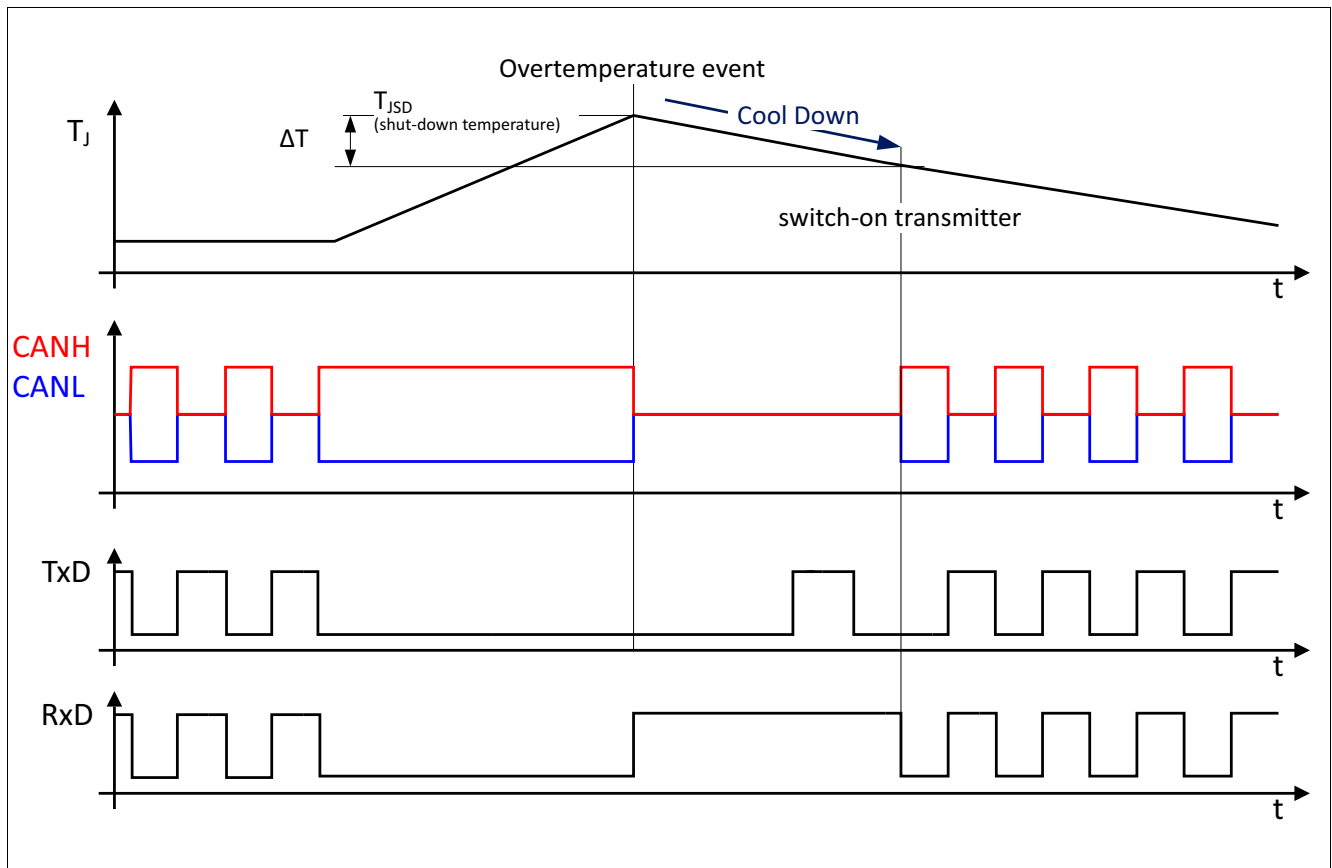 Overtemperature event
T_JSD
(shut-down temperature)
Cool Down
T_J
ΔT
switch-on transmitter
t
CANH
CANL
t
TxD
t
RxD
t